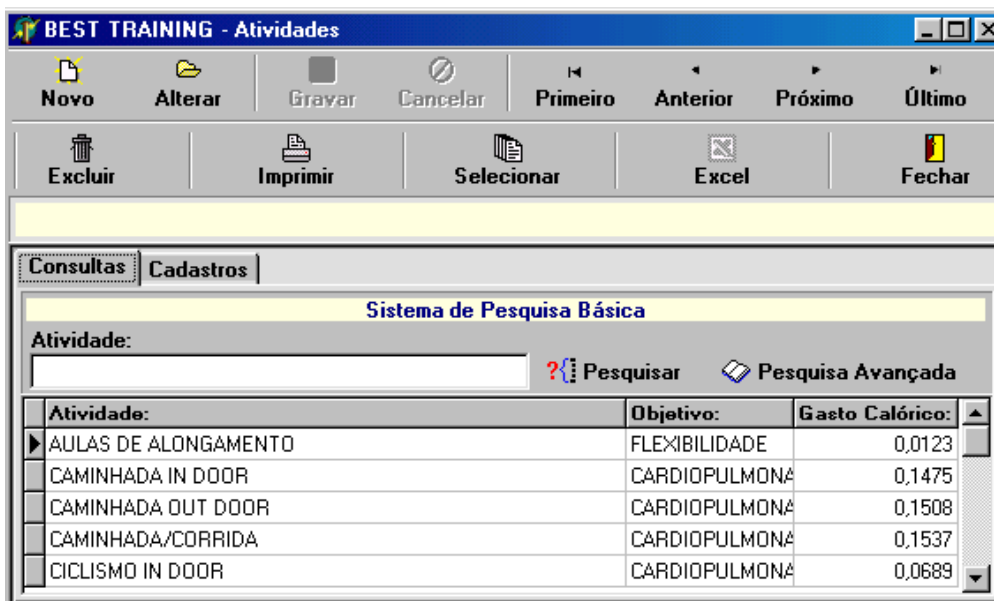 BEST TRAINING - Atividades
Novo Alterar Gravar Cancelar Primeiro Anterior Próximo Último
Excluir Imprimir Selecionar Excel Fechar
Consultas Cadastros
Sistema de Pesquisa Básica
Atividade:
?{ Pesquisar Pesquisa Avançada
Atividade: Objetivo: Gasto Calórico:
AULAS DE ALONGAMENTO FLEXIBILIDADE 0,0123
CAMINHADA IN DOOR CARDIOPULMONA 0,1475
CAMINHADA OUT DOOR CARDIOPULMONA 0,1508
CAMINHADA/CORRIDA CARDIOPULMONA 0,1537
CICLISMO IN DOOR CARDIOPULMONA 0,0689